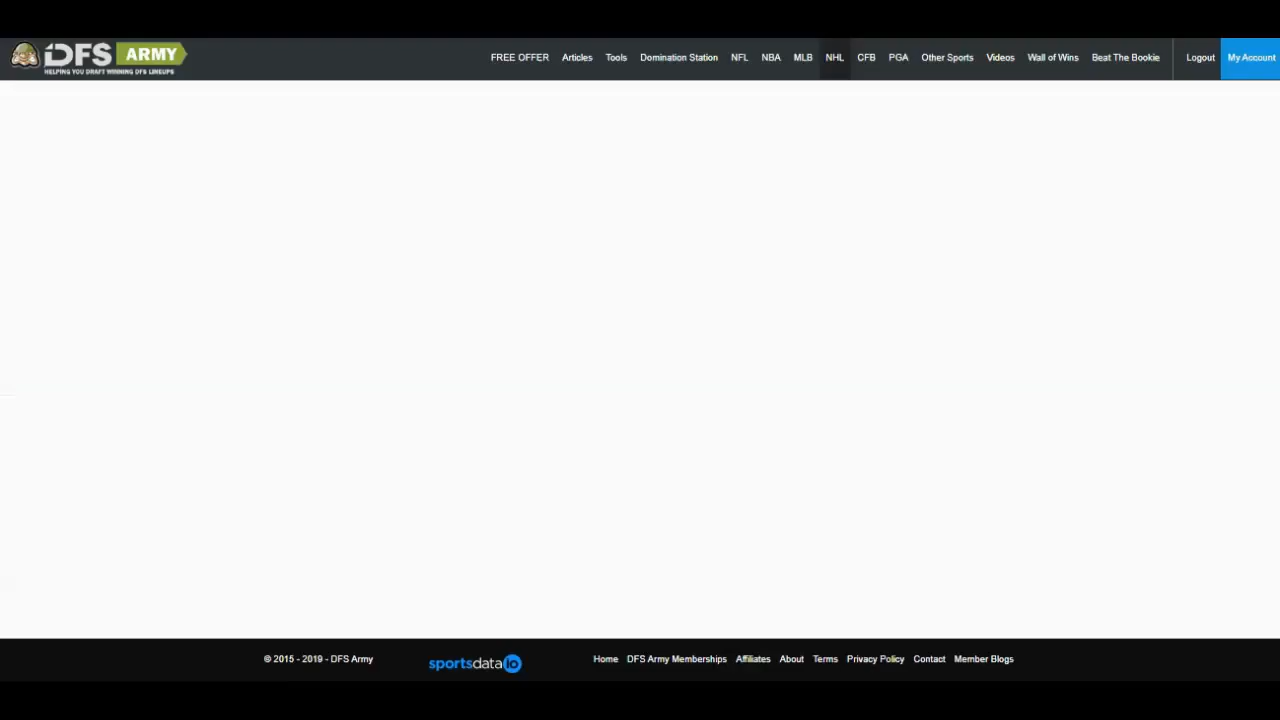 DFS ARMY
HELPING YOU DRAFT WINNING DFS LINEUPS
FREE OFFER Articles Tools Domination Station NFL NBA MLB NHL CFB PGA Other Sports Videos Wall of Wins Beat The Bookie Logout My Account
© 2015 - 2019 - DFS Army
sportsdata io
Home DFS Army Memberships Affiliates About Terms Privacy Policy Contact Member Blogs